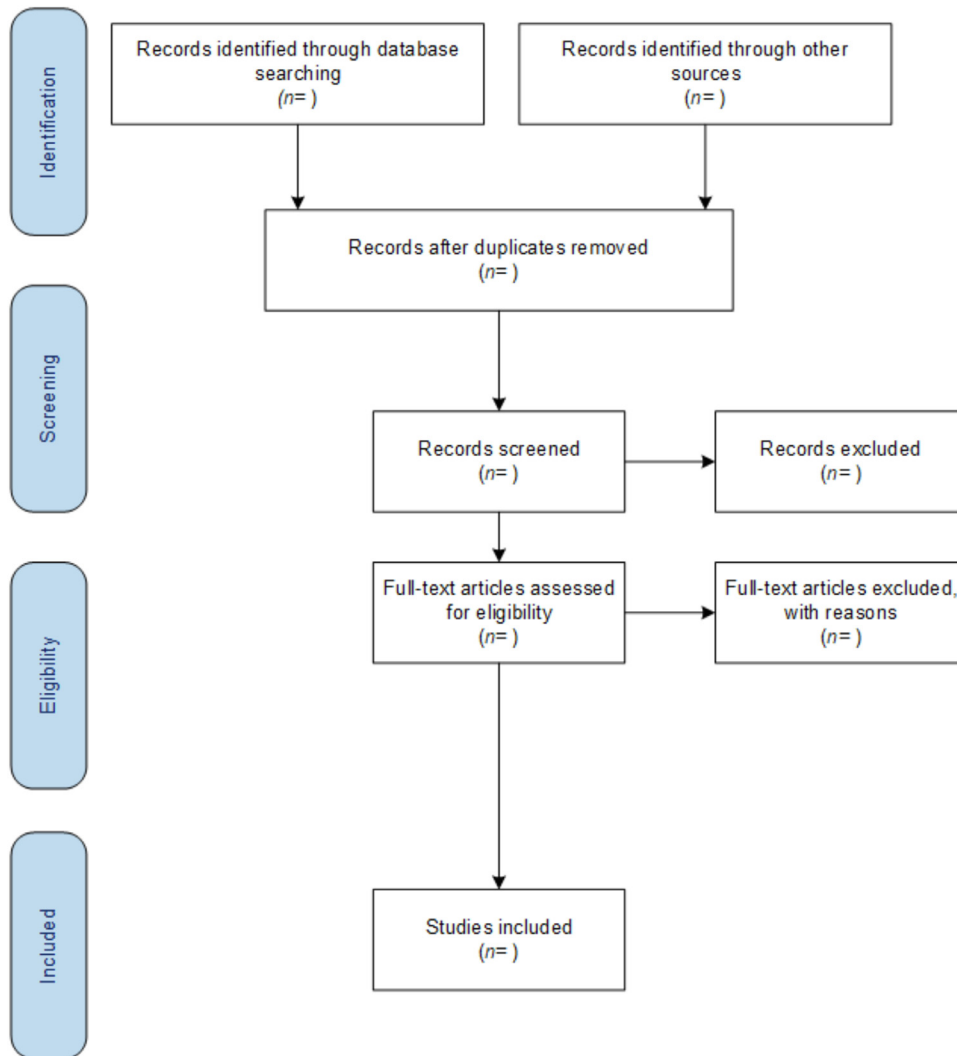 Identification
Records identified through database
searching
(n= )
Records identified through other
sources
(n= )
Records after duplicates removed
(n= )
Screening
Records screened
(n= )
Records excluded
(n= )
Eligibility
Full-text articles assessed
for eligibility
(n= )
Full-text articles excluded,
with reasons
(n= )
Included
Studies included
(n= )